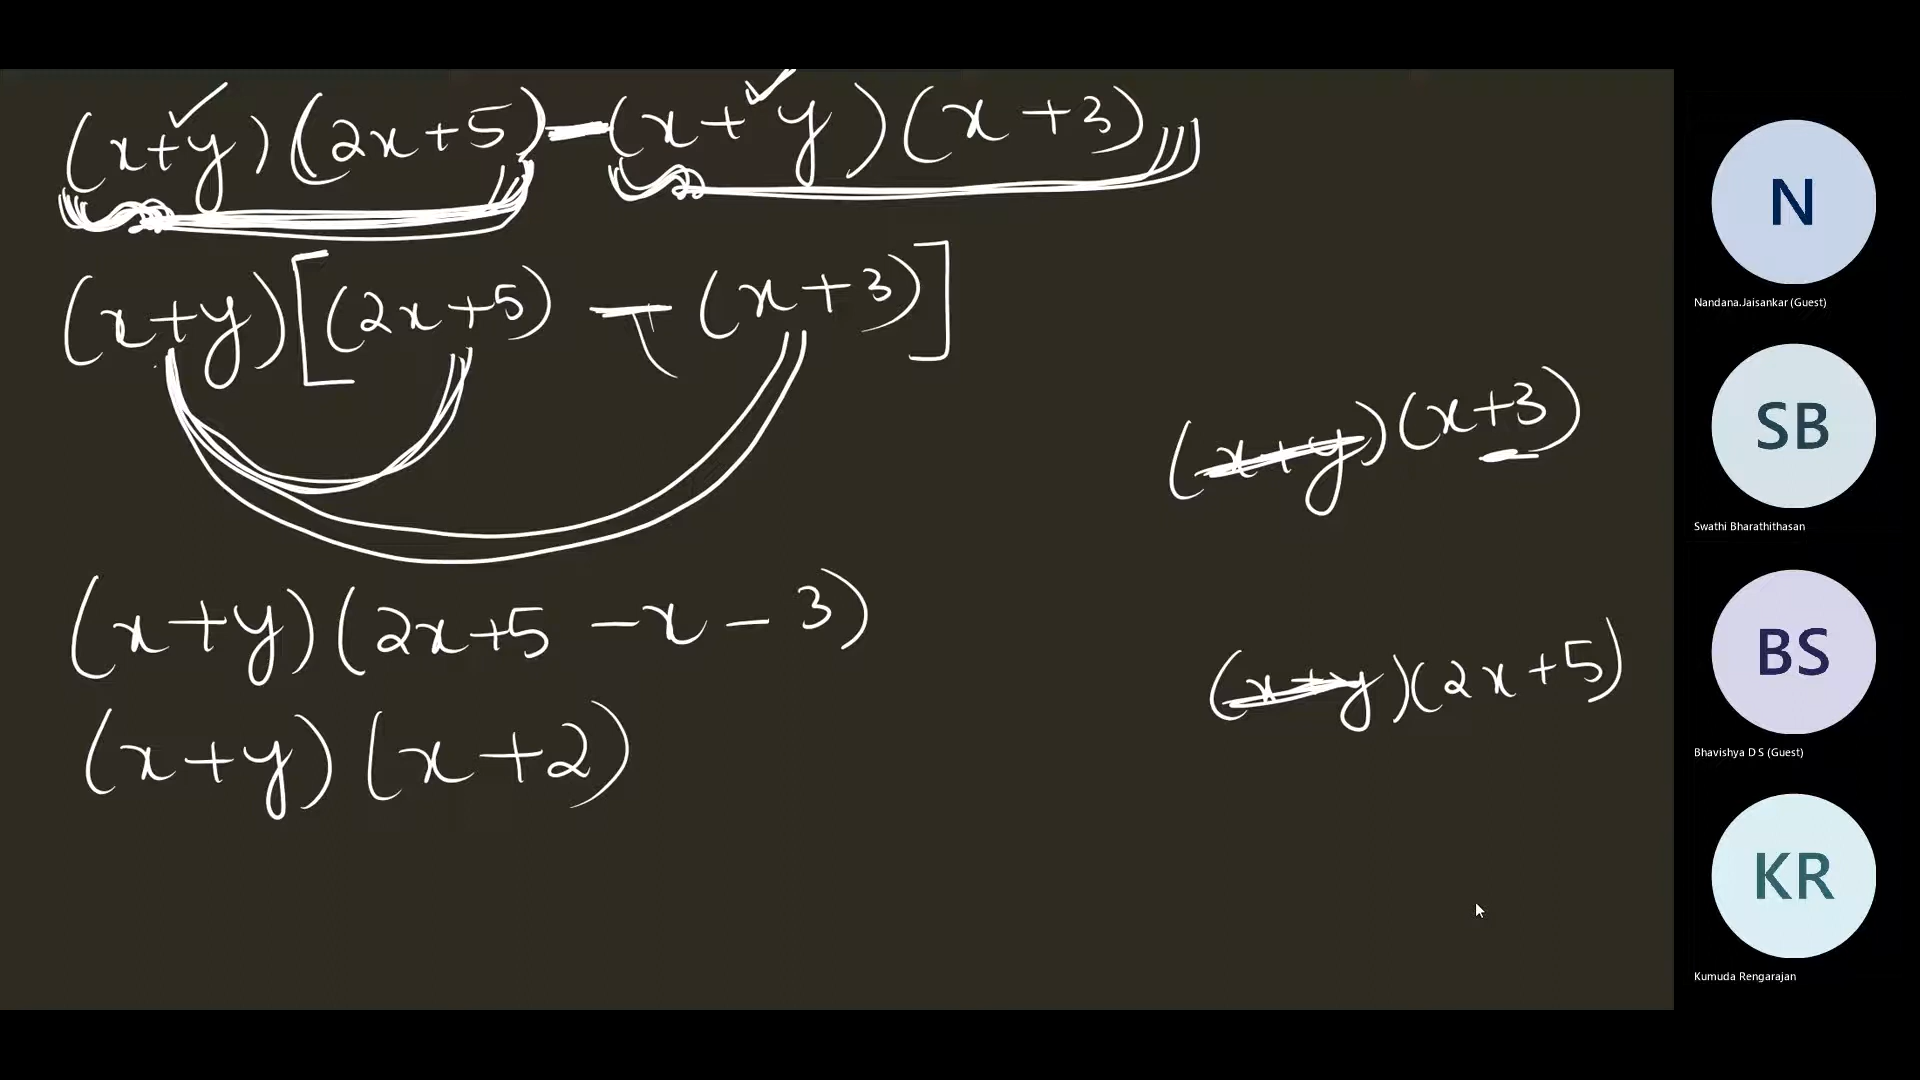 (x+y)(2x+5)-(x+y)(x+3)
(x+y)[(2x+5) - (x+3)]
(x+y)(x+3)
(x+y)(2x+5-x-3)
(x+y)(2x+5)
(x+y)(x+2)
N
Nandana.Jaisankar (Guest)
SB
Swathi Bharathithasan
BS
Bhavishya D S (Guest)
KR
Kumuda Rengarajan